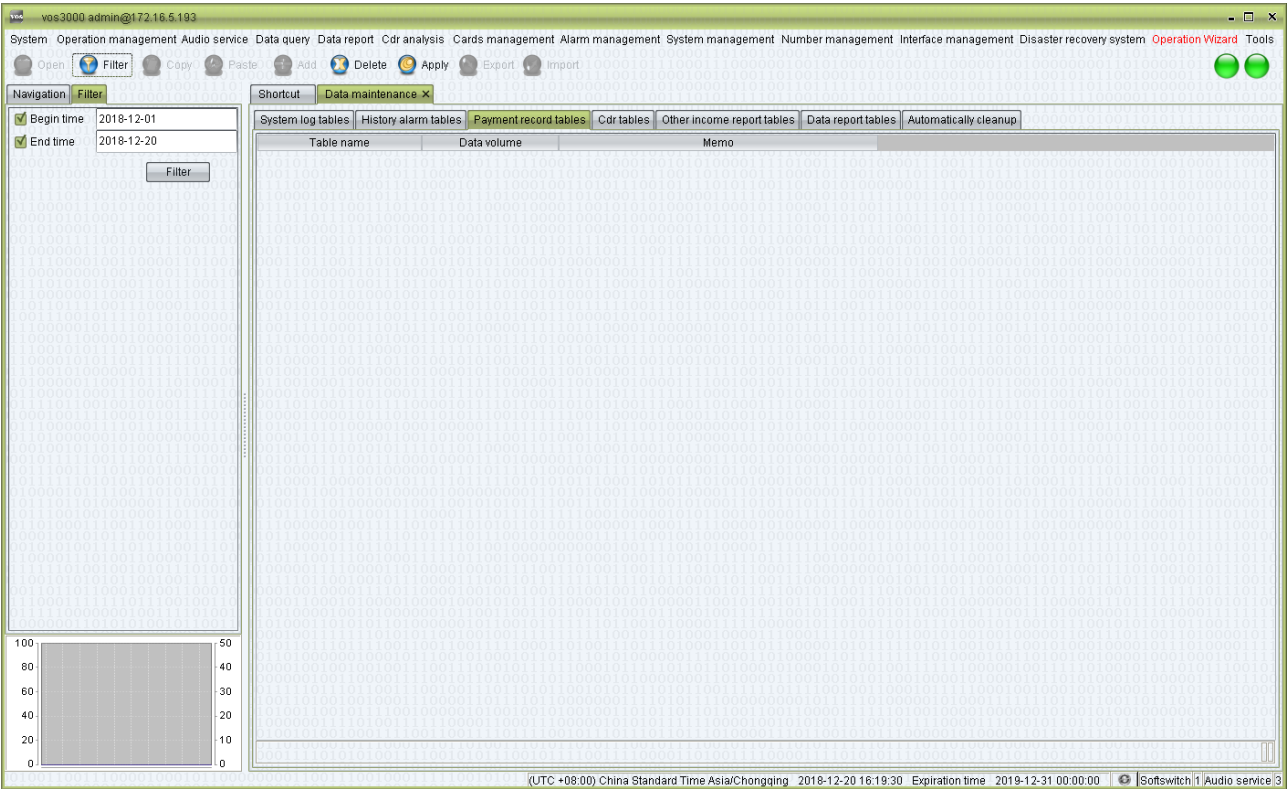 vos vos3000 admin@172.16.5.193
System Operation management Audio service Data query Data report Cdr analysis Cards management Alarm management System management Number management Interface management Disaster recovery system Operation Wizard Tools
Open Filter Copy Paste Add Delete Apply Export Import
Navigation Filter Shortcut Data maintenance
Begin time 2018-12-01
System log tables History alarm tables Payment record tables Cdr tables Other income report tables Data report tables Automatically cleanup
End time 2018-12-20
Table name Data volume Memo
Filter
100 50
80 40
60 30
40 20
20 10
0 0
(UTC +08:00) China Standard Time Asia/Chongqing 2018-12-20 16:19:30 Expiration time 2019-12-31 00:00:00 Softswitch 1 Audio service 3